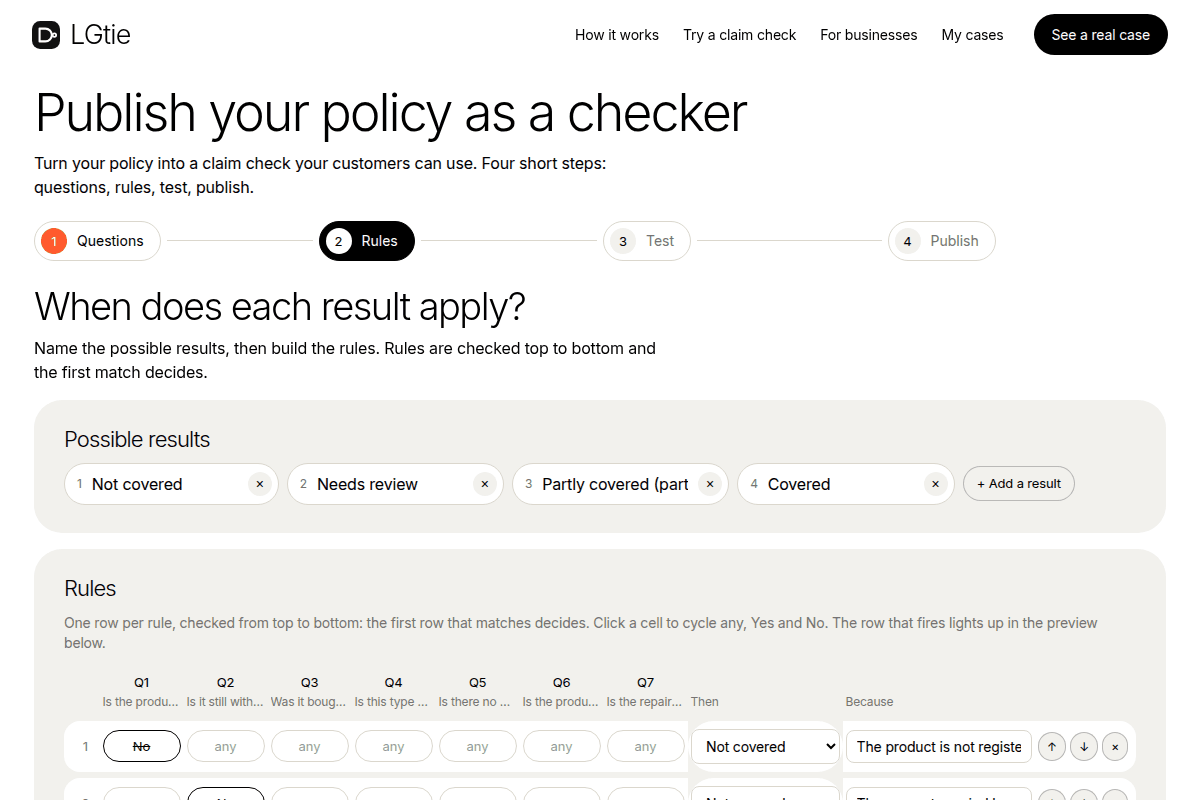 LGtie
How it works
Try a claim check
For businesses
My cases
See a real case
Publish your policy as a checker
Turn your policy into a claim check your customers can use. Four short steps:
questions, rules, test, publish.
1 Questions
2 Rules
3 Test
4 Publish
When does each result apply?
Name the possible results, then build the rules. Rules are checked top to bottom and
the first match decides.
Possible results
1 Not covered ×
2 Needs review ×
3 Partly covered (part ×
4 Covered ×
+ Add a result
Rules
One row per rule, checked from top to bottom: the first row that matches decides. Click a cell to cycle any, Yes and No. The row that fires lights up in the preview
below.
Q1 Q2 Q3 Q4 Q5 Q6 Q7
Is the produ... Is it still with... Was it boug... Is this type ... Is there no ... Is the produ... Is the repair... Then Because
1 No any any any any any any Not covered The product is not registe ↑ ↓ ×